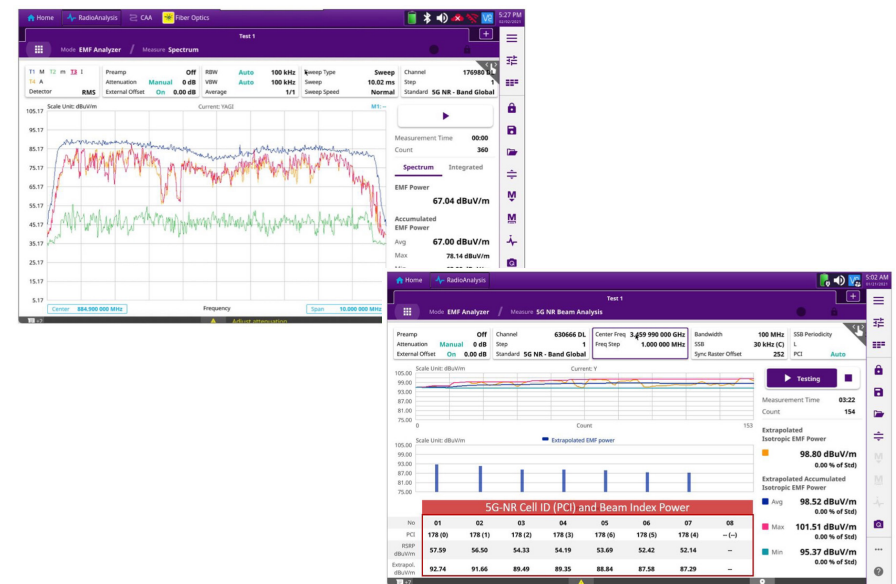 Home RadioAnalysis CAA Fiber Optics
5:27 PM
Test 1
Mode EMF Analyzer / Measure Spectrum
T1 M T2 m T3 I
T4 A
Detector RMS
Preamp Off
Attenuation Manual 0 dB
External Offset On 0.00 dB
RBW Auto 100 kHz
VBW Auto 100 kHz
Average 1/1
Sweep Type Sweep
Sweep 10.02 ms
Sweep Speed Normal
Channel 176980
Step 1
Standard 5G NR - Band Global
Scale Unit: dBuV/m Current: YAGI M1: --
105.17
95.17
85.17
75.17
65.17
55.17
45.17
35.17
25.17
15.17
5.17
Center 884.990 000 MHz
Frequency
Span 10.000 000 MHz
Adjust attenuation
Measurement Time 00:00
Count 360
Spectrum Integrated
EMF Power
67.04 dBuV/m
Accumulated
EMF Power
Avg 67.00 dBuV/m
Max 78.14 dBuV/m
Home RadioAnalysis
5:02 AM
Test 1
Mode EMF Analyzer / Measure 5G NR Beam Analysis
Preamp Off
Attenuation Manual 0 dB
External Offset On 0.00 dB
Channel 630666 DL
Step 1
Standard 5G NR - Band Global
Center Freq 3.459 990 000 GHz
Freq Step 1.000 000 MHz
Bandwidth 100 MHz
SSB 30 kHz (C)
Sync Raster Offset 252
SSB Periodicity
L
PCI Auto
Scale Unit: dBuV/m Current: Y
105.00
99.00
93.00
87.00
81.00
75.00
0 Count 153
Scale Unit: dBuV/m Extrapolated EMF power
105.00
99.00
93.00
87.00
81.00
75.00
5G-NR Cell ID (PCI) and Beam Index Power
No 01 02 03 04 05 06 07 08
PCI 178 (0) 178 (1) 178 (2) 178 (3) 178 (6) 178 (5) 178 (4) -- (--)
RSRP dBuV/m 57.59 56.50 54.33 54.19 53.69 52.42 52.14 --
Extrapol. dBuV/m 92.74 91.66 89.49 89.35 88.84 87.58 87.29 --
Testing
Measurement Time 03:22
Count 154
Extrapolated
Isotropic EMF Power
98.80 dBuV/m
0.00 % of Std)
Extrapolated Accumulated
Isotropic EMF Power
Avg 98.52 dBuV/m
0.00 % of Std)
Max 101.51 dBuV/m
0.00 % of Std)
Min 95.37 dBuV/m
0.00 % of Std)